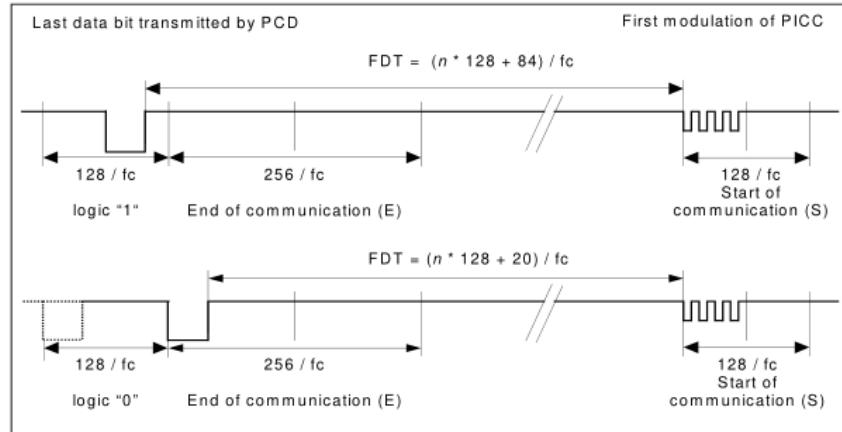 Last data bit transmitted by PCD
First modulation of PICC
FDT = (n * 128 + 84) / fc
128 / fc
256 / fc
128 / fc
logic “1“
End of communication (E)
Start of
communication (S)
FDT = (n * 128 + 20) / fc
128 / fc
256 / fc
128 / fc
logic “0”
End of communication (E)
Start of
communication (S)